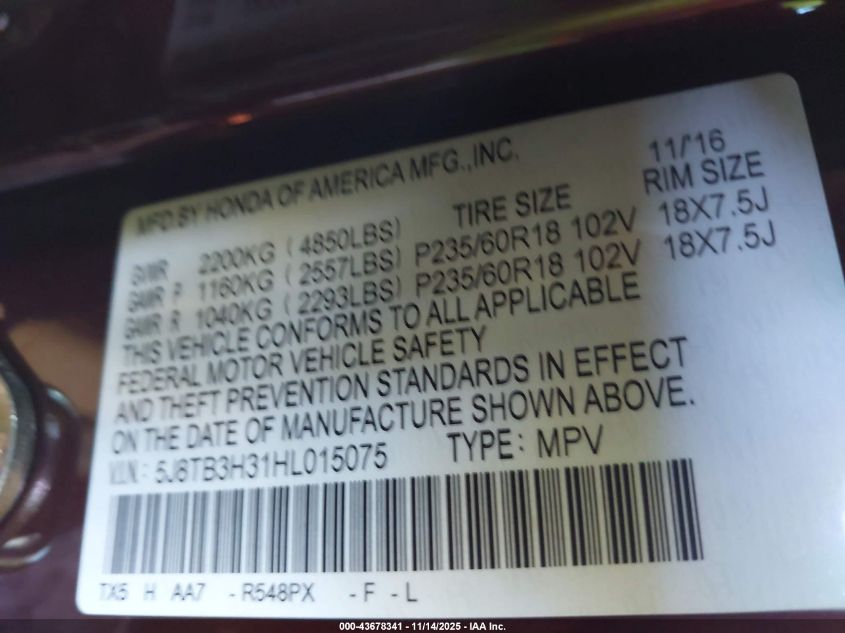 MFD.BY HONDA OF AMERICA MFG.,INC. 11/'16
TIRE SIZE RIM SIZE
GVWR 2200KG ( 4850LBS)
GAWR F 1160KG ( 2557LBS) P235/60R18 102V 18X7.5J
GAWR R 1040KG ( 2293LBS) P235/60R18 102V 18X7.5J
THIS VEHICLE CONFORMS TO ALL APPLICABLE
FEDERAL MOTOR VEHICLE SAFETY
AND THEFT PREVENTION STANDARDS IN EFFECT
ON THE DATE OF MANUFACTURE SHOWN ABOVE.
V.I.N.: 5J8TB3H31HL015075 TYPE: MPV
TX5 H AA7 - R548PX - F - L
000-43678341 - 11/14/2025 - IAA Inc.